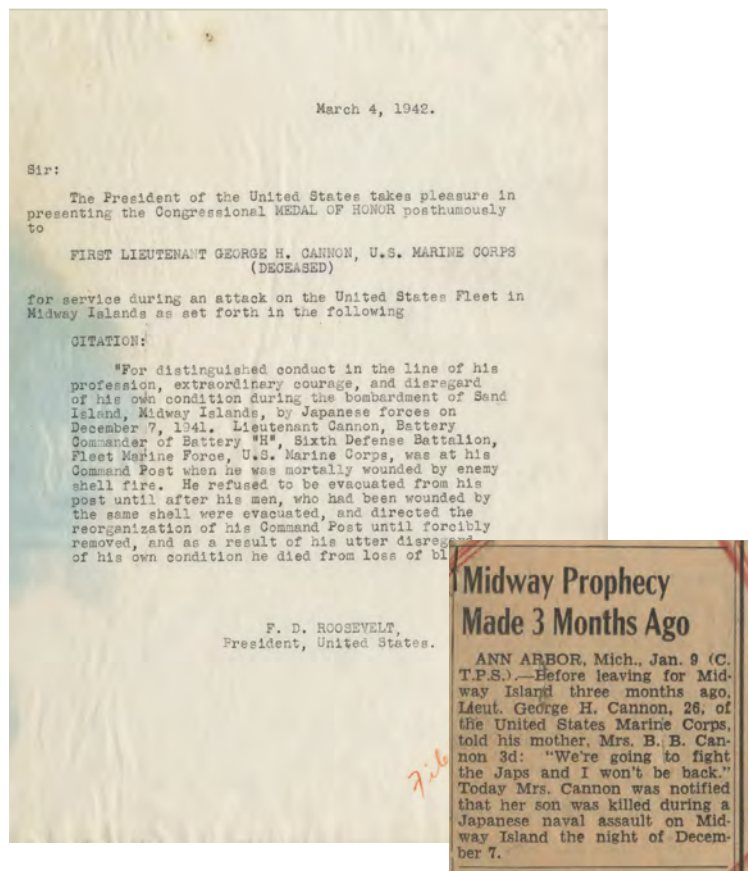 March 4, 1942.
Sir:
The President of the United States takes pleasure in
presenting the Congressional MEDAL OF HONOR posthumously
to
FIRST LIEUTENANT GEORGE H. CANNON, U.S. MARINE CORPS
(DECEASED)
for service during an attack on the United States Fleet in
Midway Islands as set forth in the following
CITATION:
"For distinguished conduct in the line of his
profession, extraordinary courage, and disregard
of his own condition during the bombardment of Sand
Island, Midway Islands, by Japanese forces on
December 7, 1941. Lieutenant Cannon, Battery
Commander of Battery "H", Sixth Defense Battalion,
Fleet Marine Force, U.S. Marine Corps, was at his
Command Post when he was mortally wounded by enemy
shell fire. He refused to be evacuated from his
post until after his men, who had been wounded by
the same shell were evacuated, and directed the
reorganization of his Command Post until forcibly
removed, and as a result of his utter disregard
of his own condition he died from loss of bl
F. D. ROOSEVELT,
President, United States.
File
Midway Prophecy
Made 3 Months Ago
ANN ARBOR, Mich., Jan. 9 (C.
T.P.S.).—Before leaving for Mid-
way Island three months ago,
Lieut. George H. Cannon, 26, of
the United States Marine Corps,
told his mother, Mrs. B. B. Can-
non 3d: "We're going to fight
the Japs and I won't be back."
Today Mrs. Cannon was notified
that her son was killed during a
Japanese naval assault on Mid-
way Island the night of Decem-
ber 7.